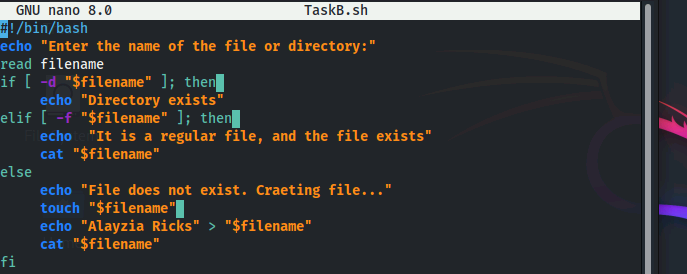 GNU nano 8.0 TaskB.sh
#!/bin/bash
echo "Enter the name of the file or directory:"
read filename
if [ -d "$filename" ]; then
echo "Directory exists"
elif [ -f "$filename" ]; then
echo "It is a regular file, and the file exists"
cat "$filename"
else
echo "File does not exist. Craeting file..."
touch "$filename"
echo "Alayzia Ricks" > "$filename"
cat "$filename"
fi